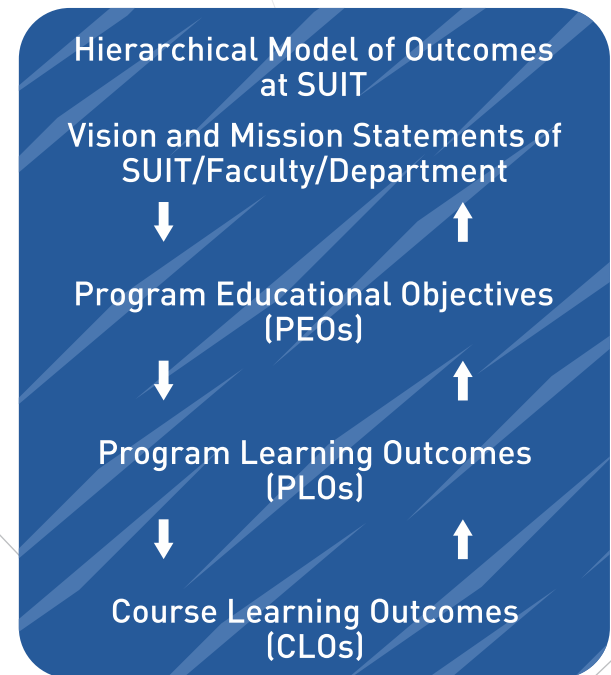 Hierarchical Model of Outcomes
at SUIT
Vision and Mission Statements of
SUIT/Faculty/Department
Program Educational Objectives
(PEOs)
Program Learning Outcomes
(PLOs)
Course Learning Outcomes
(CLOs)